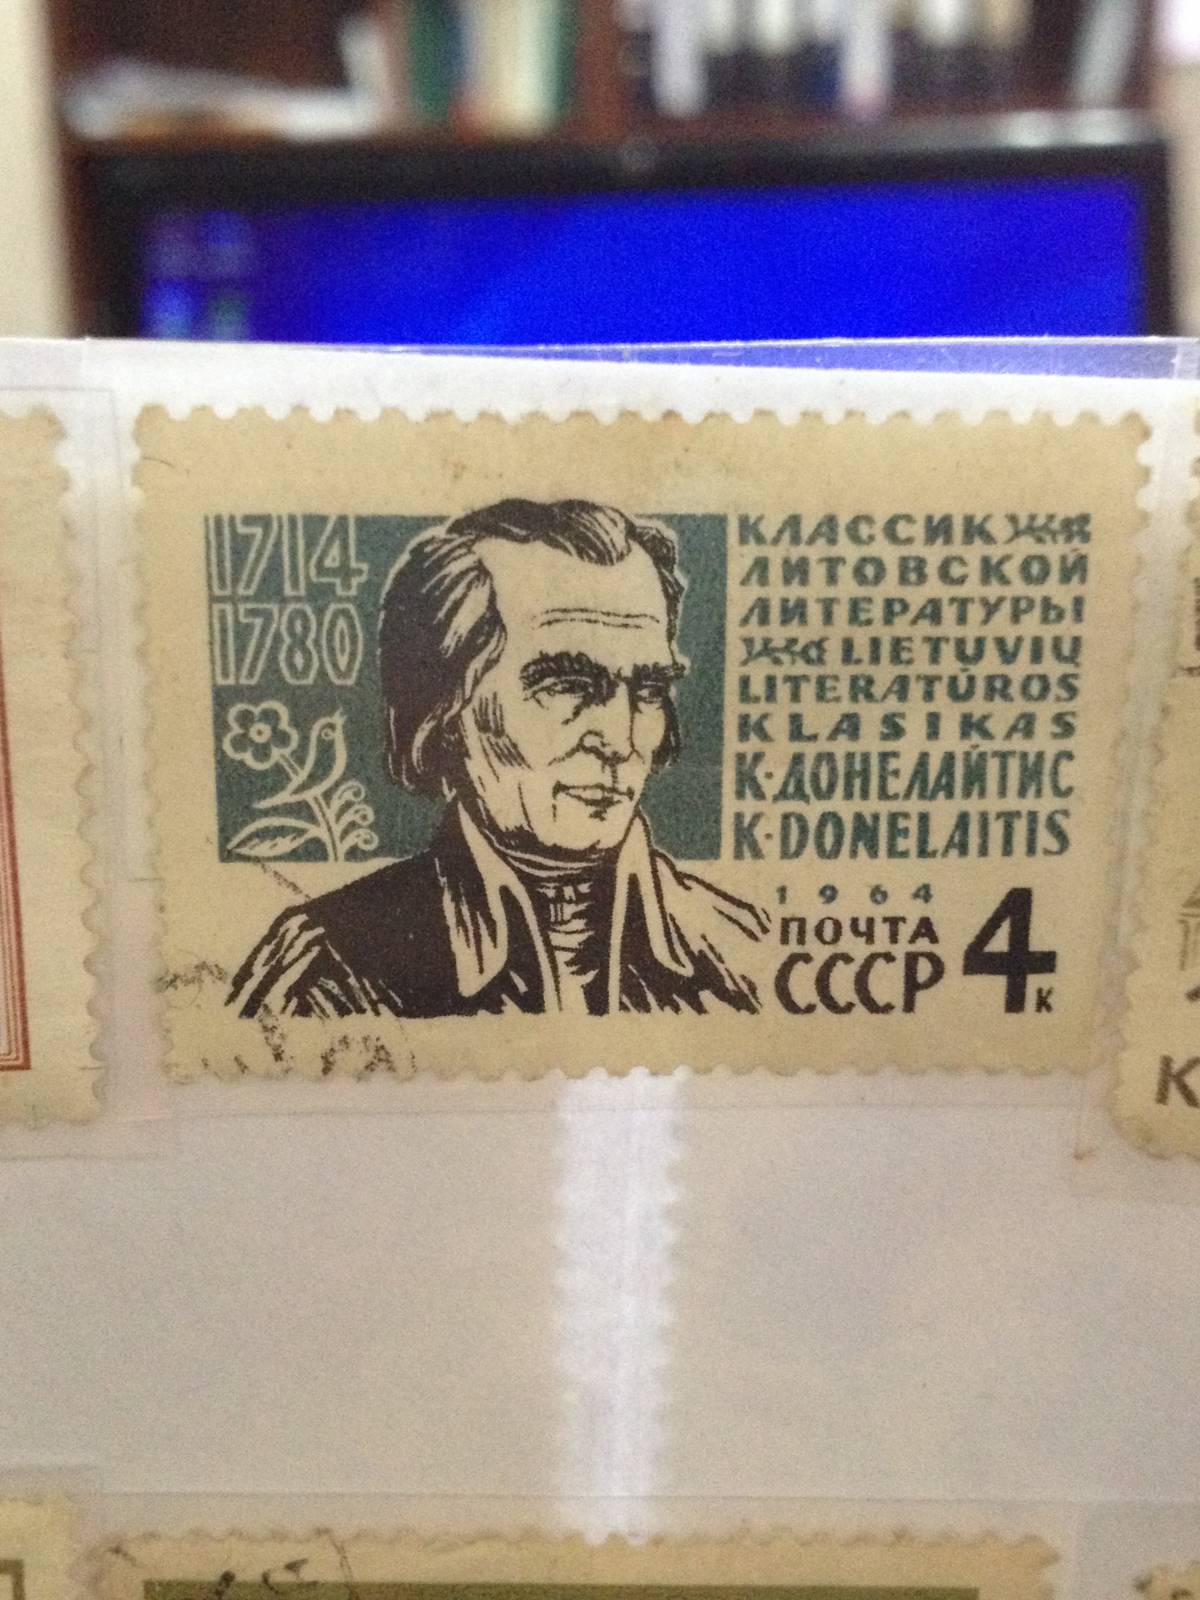 1714
1780
КЛАССИК
ЛИТОВСКОЙ
ЛИТЕРАТУРЫ
LIETUVIŲ
LITERATŪROS
KLASIKAS
К·ДОНЕЛАЙТИС
K·DONELAITIS
1964
ПОЧТА
СССР 4к
К